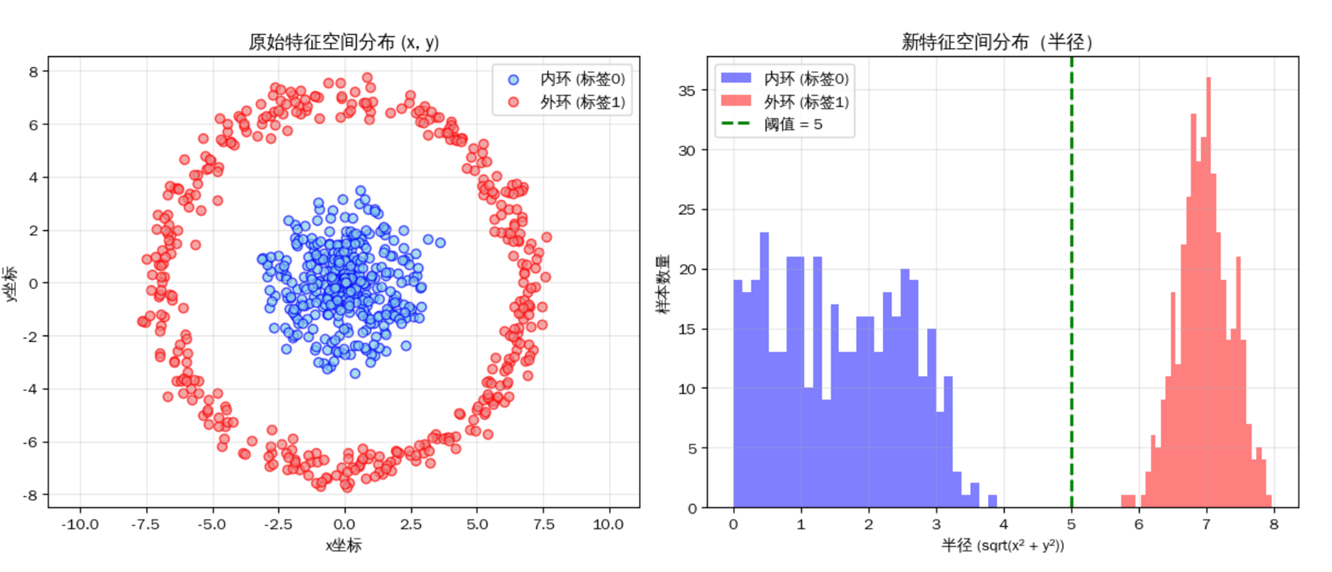 原始特征空间分布 (x, y)
内环 (标签0)
外环 (标签1)
8
6
4
2
0
-2
-4
-6
-8
y坐标
-10.0 -7.5 -5.0 -2.5 0.0 2.5 5.0 7.5 10.0
x坐标
新特征空间分布（半径）
内环 (标签0)
外环 (标签1)
阈值 = 5
35
30
25
20
15
10
5
0
样本数量
0 1 2 3 4 5 6 7 8
半径 (sqrt(x² + y²))